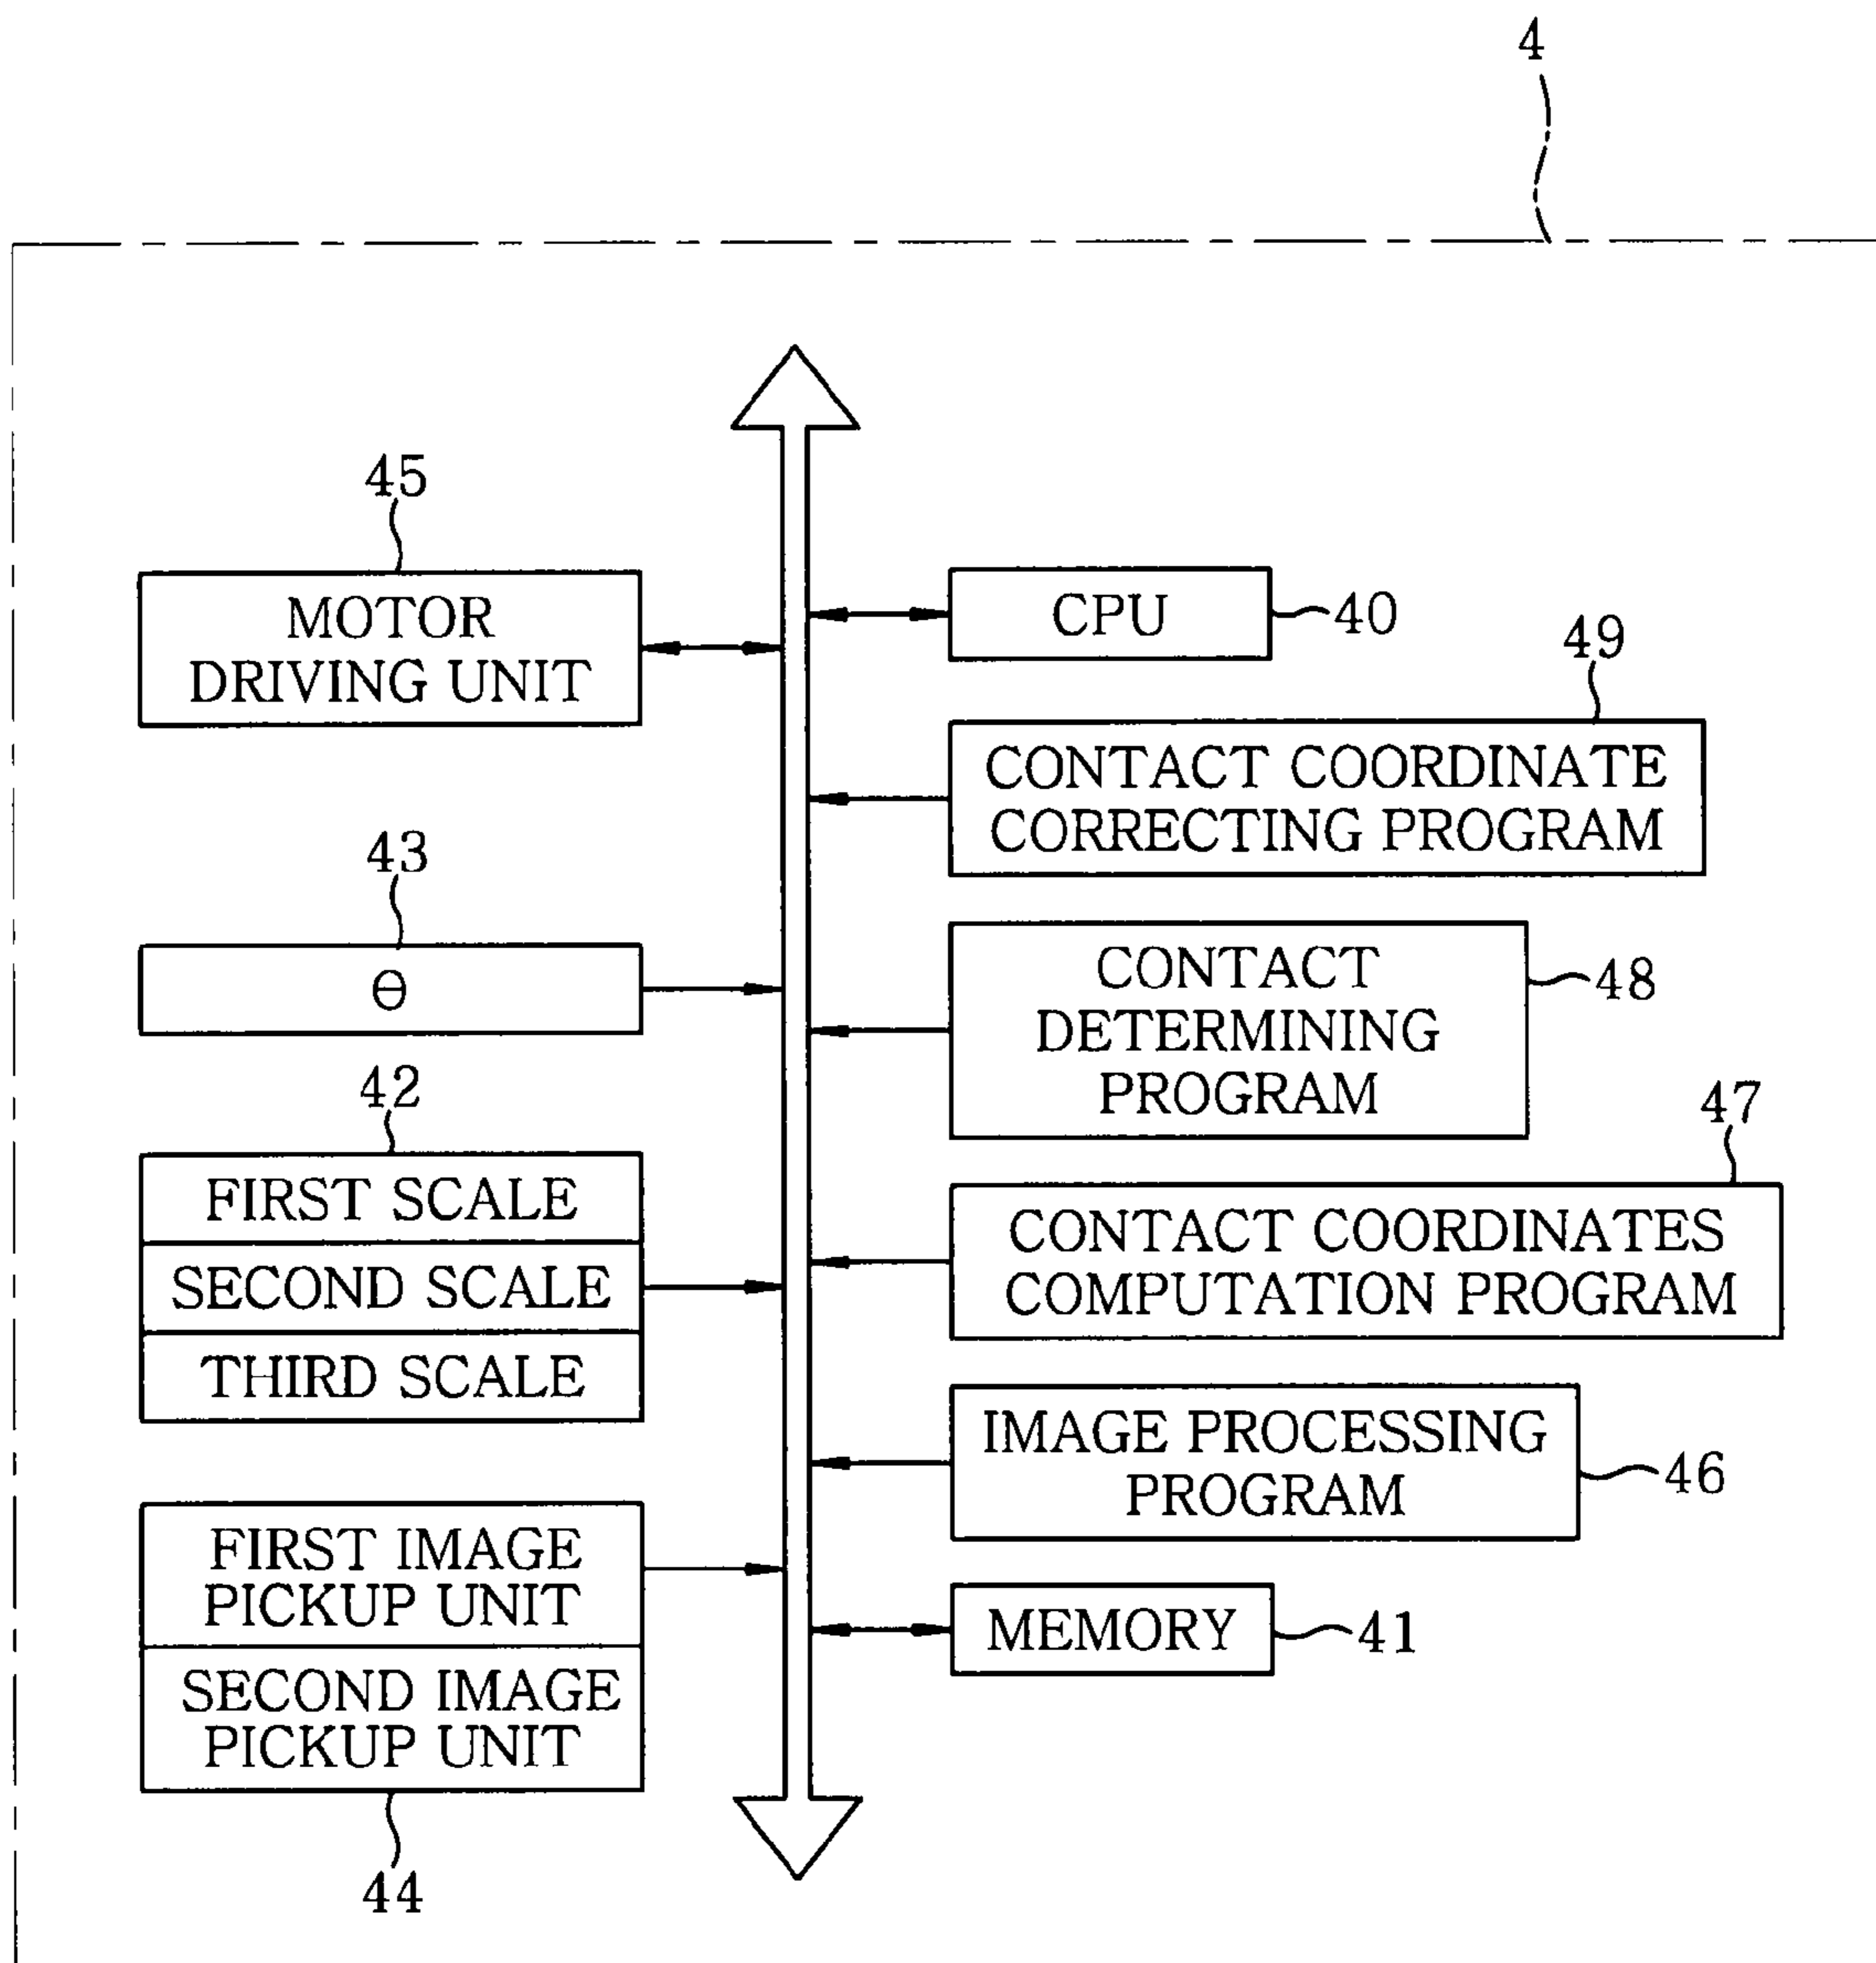 4
45
MOTOR
DRIVING UNIT
43
Θ
42
FIRST SCALE
SECOND SCALE
THIRD SCALE
FIRST IMAGE
PICKUP UNIT
SECOND IMAGE
PICKUP UNIT
44
CPU
40
49
CONTACT COORDINATE
CORRECTING PROGRAM
CONTACT
DETERMINING
PROGRAM
48
47
CONTACT COORDINATES
COMPUTATION PROGRAM
IMAGE PROCESSING
PROGRAM
46
MEMORY
41